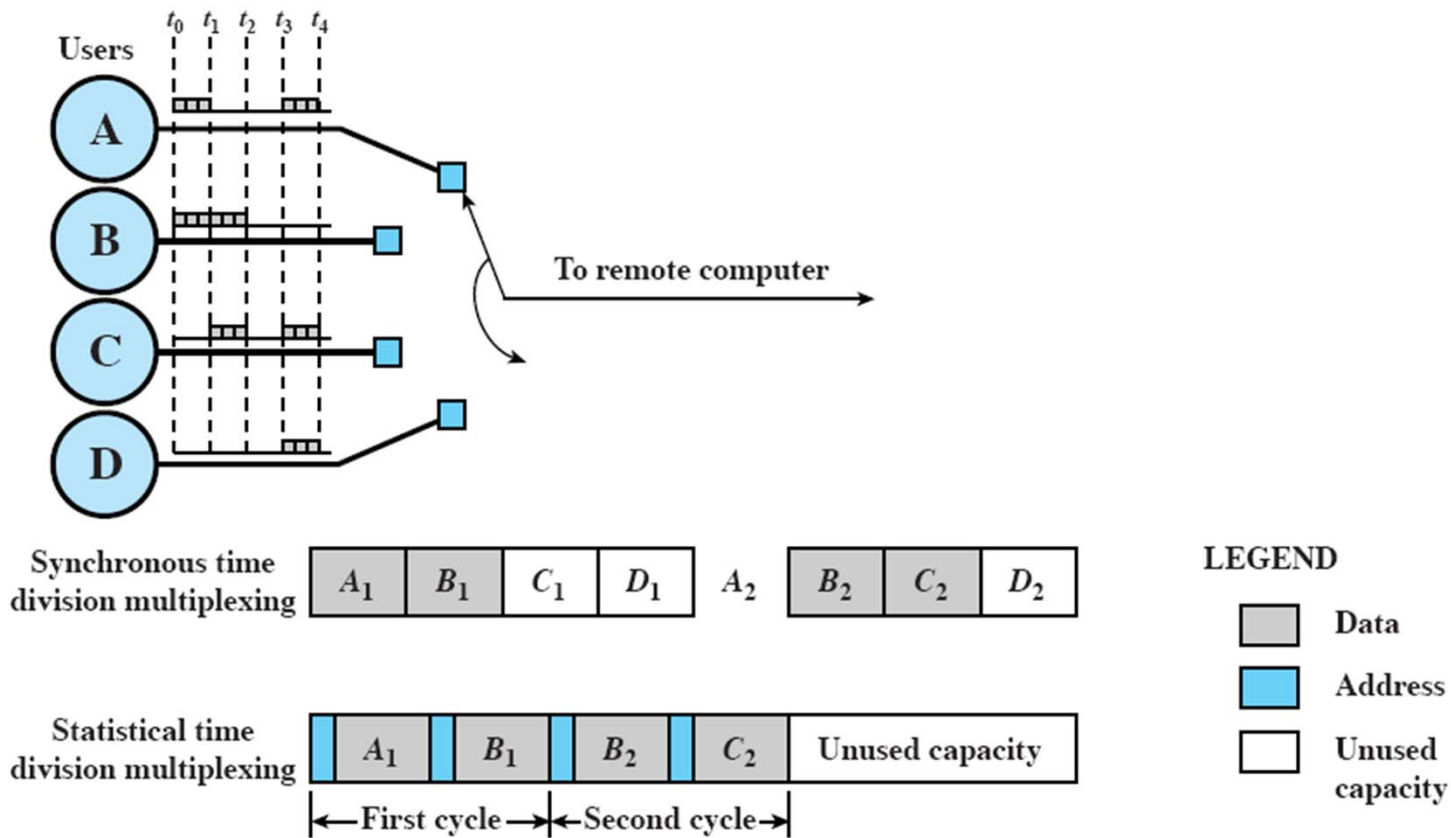 t0 t1 t2 t3 t4
Users
A
B
To remote computer
C
D
Synchronous time
division multiplexing
A1 B1 C1 D1 A2 B2 C2 D2
LEGEND
Data
Address
Unused
capacity
Statistical time
division multiplexing
A1 B1 B2 C2 Unused capacity
First cycle Second cycle